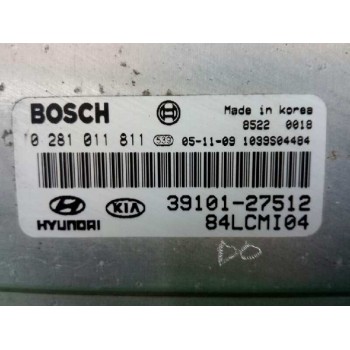 BOSCH
Made in korea
8522 0018
0 281 011 811 535 05-11-09 1039S04484
HYUNDAI KIA 39101-27512
84LCMI04